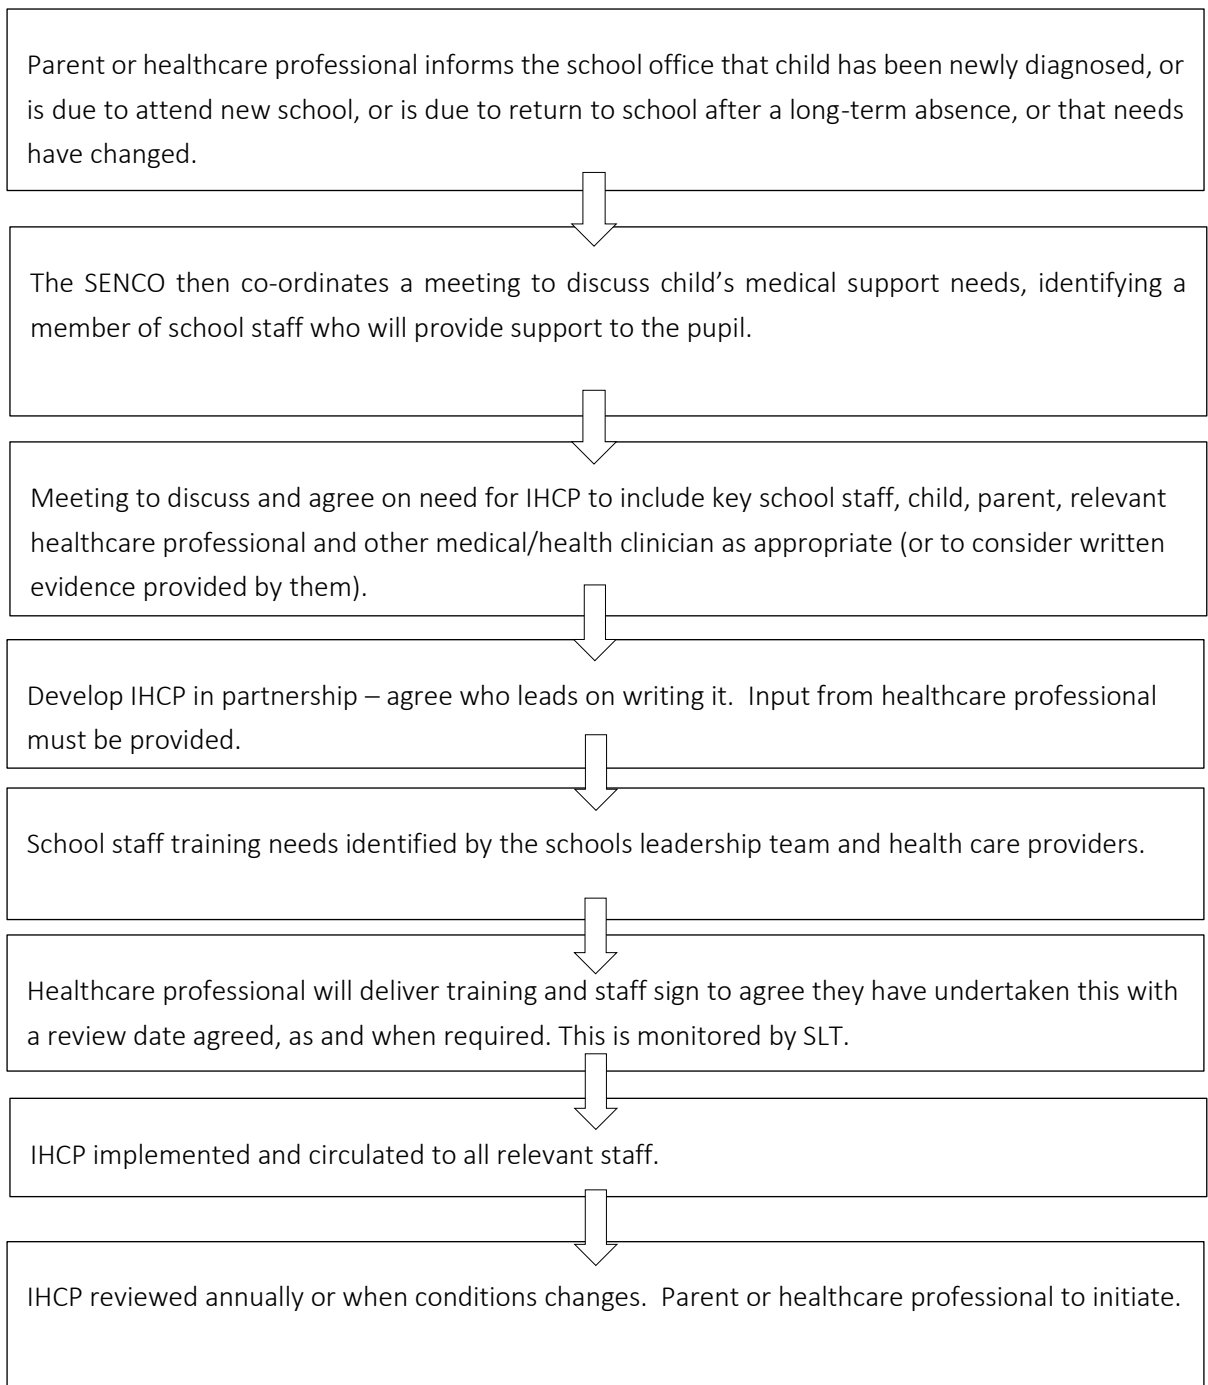 Parent or healthcare professional informs the school office that child has been newly diagnosed, or
is due to attend new school, or is due to return to school after a long-term absence, or that needs
have changed.
The SENCO then co-ordinates a meeting to discuss child's medical support needs, identifying a
member of school staff who will provide support to the pupil.
Meeting to discuss and agree on need for IHCP to include key school staff, child, parent, relevant
healthcare professional and other medical/health clinician as appropriate (or to consider written
evidence provided by them).
Develop IHCP in partnership – agree who leads on writing it.  Input from healthcare professional
must be provided.
School staff training needs identified by the schools leadership team and health care providers.
Healthcare professional will deliver training and staff sign to agree they have undertaken this with
a review date agreed, as and when required. This is monitored by SLT.
IHCP implemented and circulated to all relevant staff.
IHCP reviewed annually or when conditions changes.  Parent or healthcare professional to initiate.